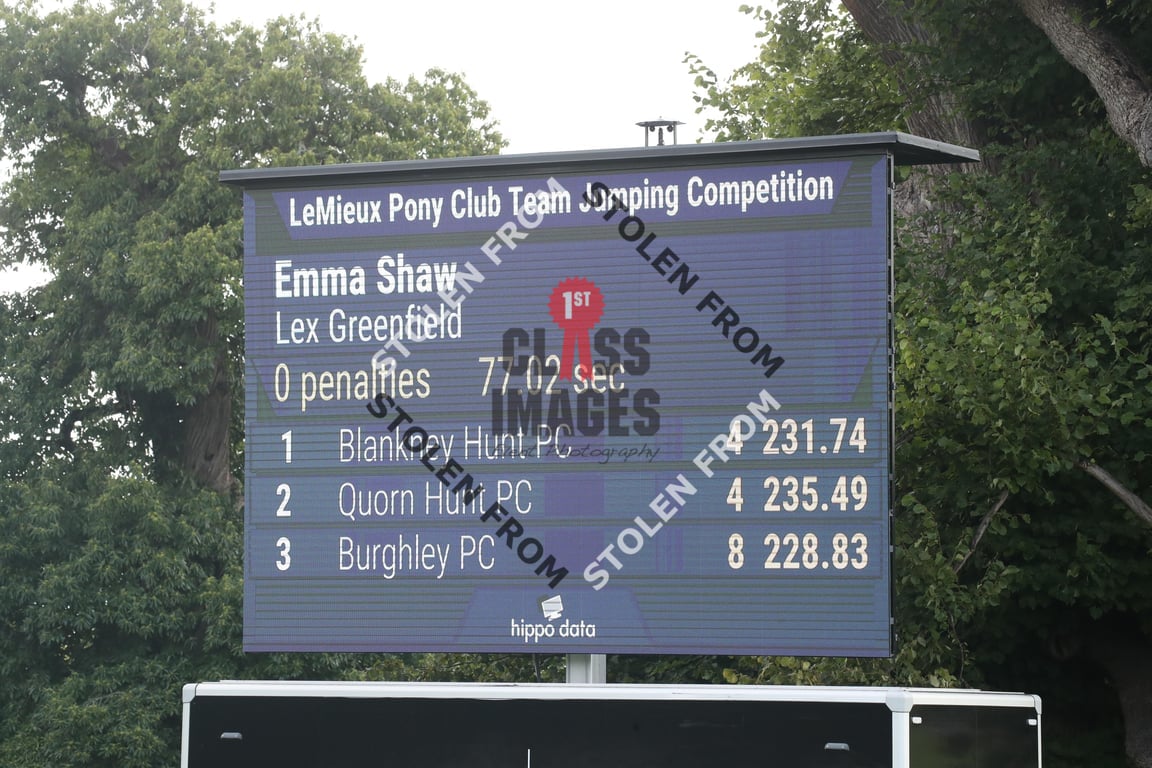 LeMieux Pony Club Team Jumping Competition
Emma Shaw
Lex Greenfield
0 penalties 77.02 sec
1 Blankney Hunt PC 4 231.74
2 Quorn Hunt PC 4 235.49
3 Burghley PC 8 228.83
hippo data
1ST
CLASS
IMAGES
Event Photography
STOLEN FROM
STOLEN FROM
STOLEN FROM
STOLEN FROM